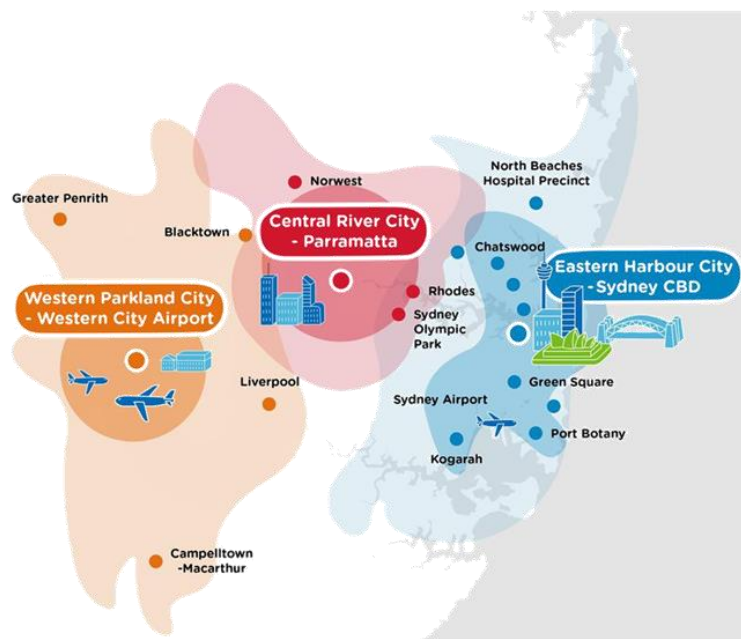 North Beaches
Hospital Precinct
Norwest
Greater Penrith
Blacktown
Central River City
- Parramatta
Chatswood
Eastern Harbour City
-Sydney CBD
Western Parkland City
- Western City Airport
Rhodes
Sydney
Olympic
Park
Liverpool
Green Square
Sydney Airport
Port Botany
Kogarah
Campelltown
-Macarthur